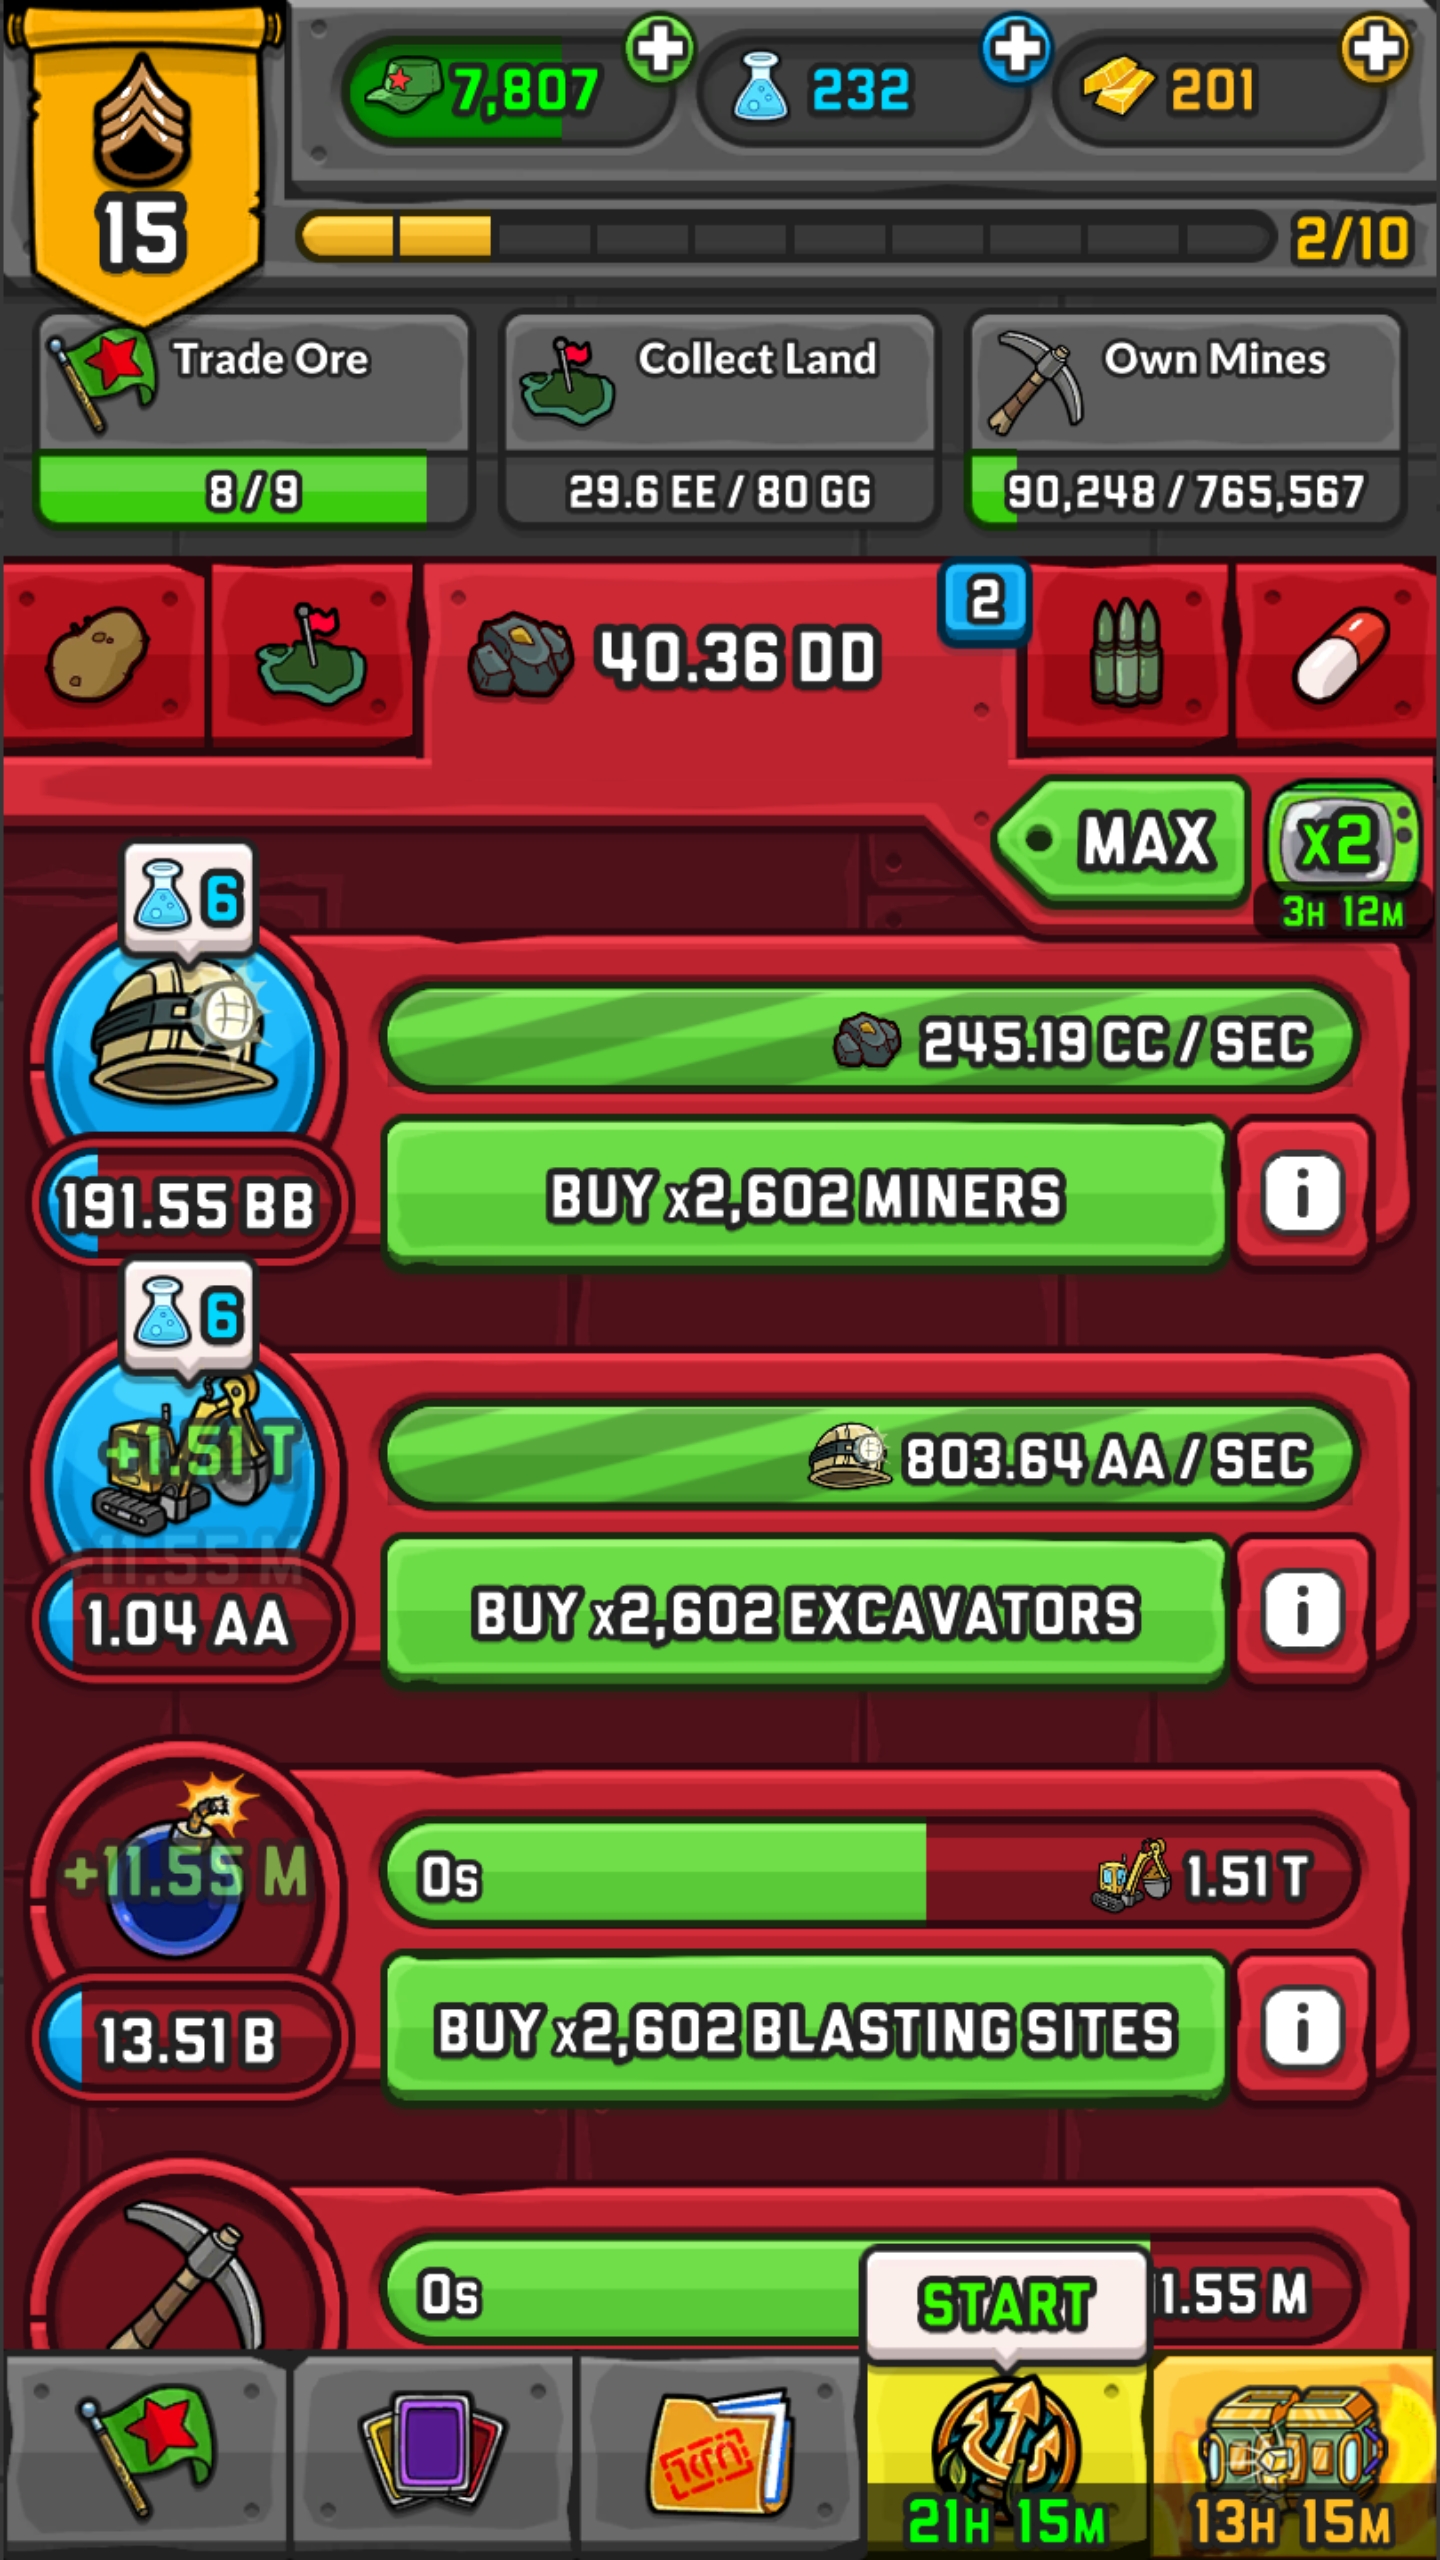 7,807
232
201
15
2/10
Trade Ore
Collect Land
Own Mines
8/9
29.6 EE / 80 GG
90,248 / 765,567
40.36 DD
2
MAX
x2
3H 12M
6
245.19 CC / SEC
191.55 BB
BUY x2,602 MINERS
i
6
+1.51 T
803.64 AA / SEC
11.55 M
1.04 AA
BUY x2,602 EXCAVATORS
i
+11.55 M
0s
1.51 T
13.51 B
BUY x2,602 BLASTING SITES
i
0s
1.55 M
START
21H 15M
13H 15M